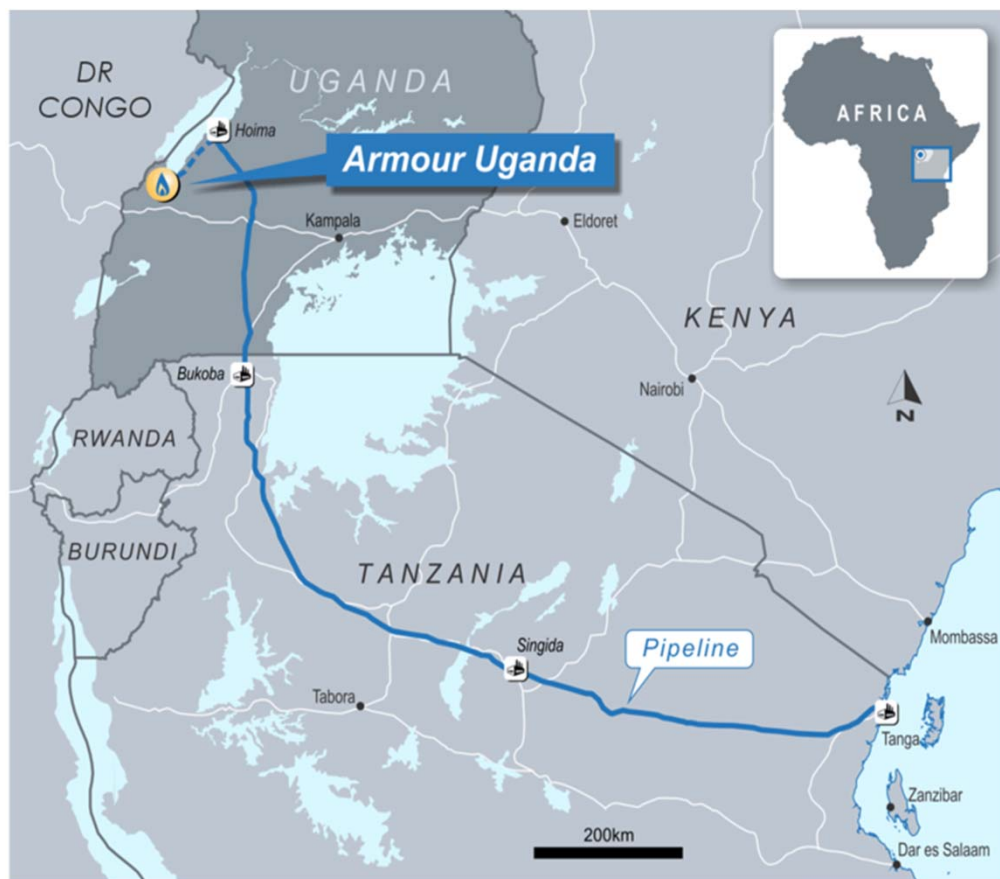 DR
CONGO
UGANDA
AFRICA
Hoima
Armour Uganda
Kampala
Eldoret
KENYA
Bukoba
Nairobi
N
RWANDA
BURUNDI
TANZANIA
Mombassa
Singida
Pipeline
Tabora
Tanga
Zanzibar
200km
Dar es Salaam